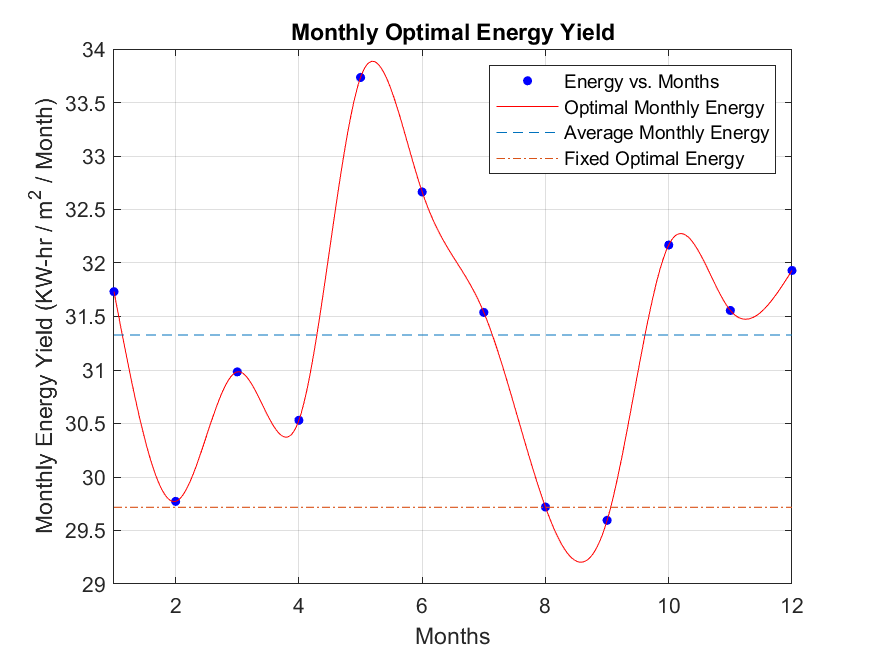 Monthly Optimal Energy Yield
34
33.5
33
32.5
32
31.5
31
30.5
30
29.5
29
Monthly Energy Yield (KW-hr / m² / Month)
Energy vs. Months
Optimal Monthly Energy
Average Monthly Energy
Fixed Optimal Energy
2 4 6 8 10 12
Months